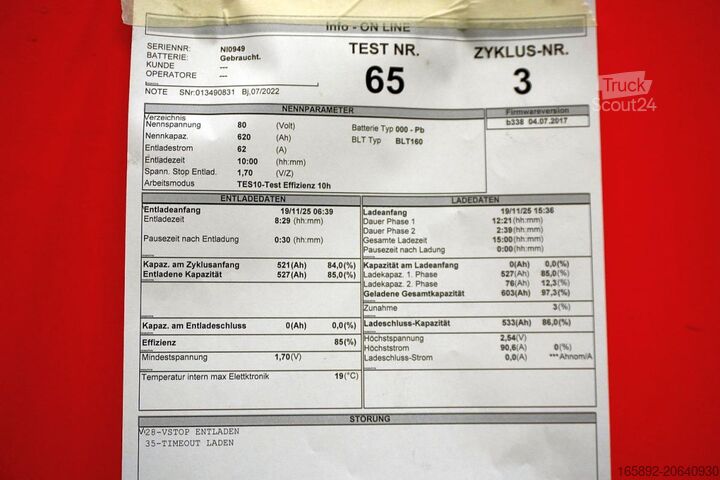 Info - ON LINE
SERIENNR: NI0949
BATTERIE: Gebraucht.
KUNDE ---
OPERATORE ---
NOTE SNr:013490831 Bj,07/2022
TEST NR.
65
ZYKLUS-NR.
3
Truck
Scout24
NENNPARAMETER
Verzeichnis
Nennspannung 80 (Volt) Batterie Typ 000 - Pb
Nennkapaz. 620 (Ah) BLT Typ BLT160
Entladestrom 62 (A)
Entladezeit 10:00 (hh:mm)
Spann. Stop Entlad. 1,70 (V/Z)
Arbeitsmodus TES10-Test Effizienz 10h
Firmwareversion
b338 04.07.2017
ENTLADEDATEN
Entladeanfang 19/11/25 06:39
Entladezeit 8:29 (hh:mm)
Pausezeit nach Entladung 0:30 (hh:mm)
Kapaz. am Zyklusanfang 521(Ah) 84,0(%)
Entladene Kapazität 527(Ah) 85,0(%)
Kapaz. am Entladeschluss 0(Ah) 0,0(%)
Effizienz 85(%)
Mindestspannung 1,70(V)
Temperatur intern max Elettktronik 19(°C)
LADEDATEN
Ladeanfang 19/11/25 15:36
Dauer Phase 1 12:21(hh:mm)
Dauer Phase 2 2:39(hh:mm)
Gesamte Ladezeit 15:00(hh:mm)
Pausezeit nach Ladung 0:00(hh:mm)
Kapazität am Ladeanfang 0(Ah) 0,0(%)
Ladekapaz. 1. Phase 527(Ah) 85,0(%)
Ladekapaz. 2. Phase 76(Ah) 12,3(%)
Geladene Gesamtkapazität 603(Ah) 97,3(%)
Zunahme 3(%)
Ladeschluss-Kapazität 533(Ah) 86,0(%)
Höchstspannung 2,54(V)
Höchststrom 90,6(A) 0(%)
Ladeschluss-Strom 0,0(A) ***Ahnom/A
STÖRUNG
28-VSTOP ENTLADEN
35-TIMEOUT LADEN
165892-20640930